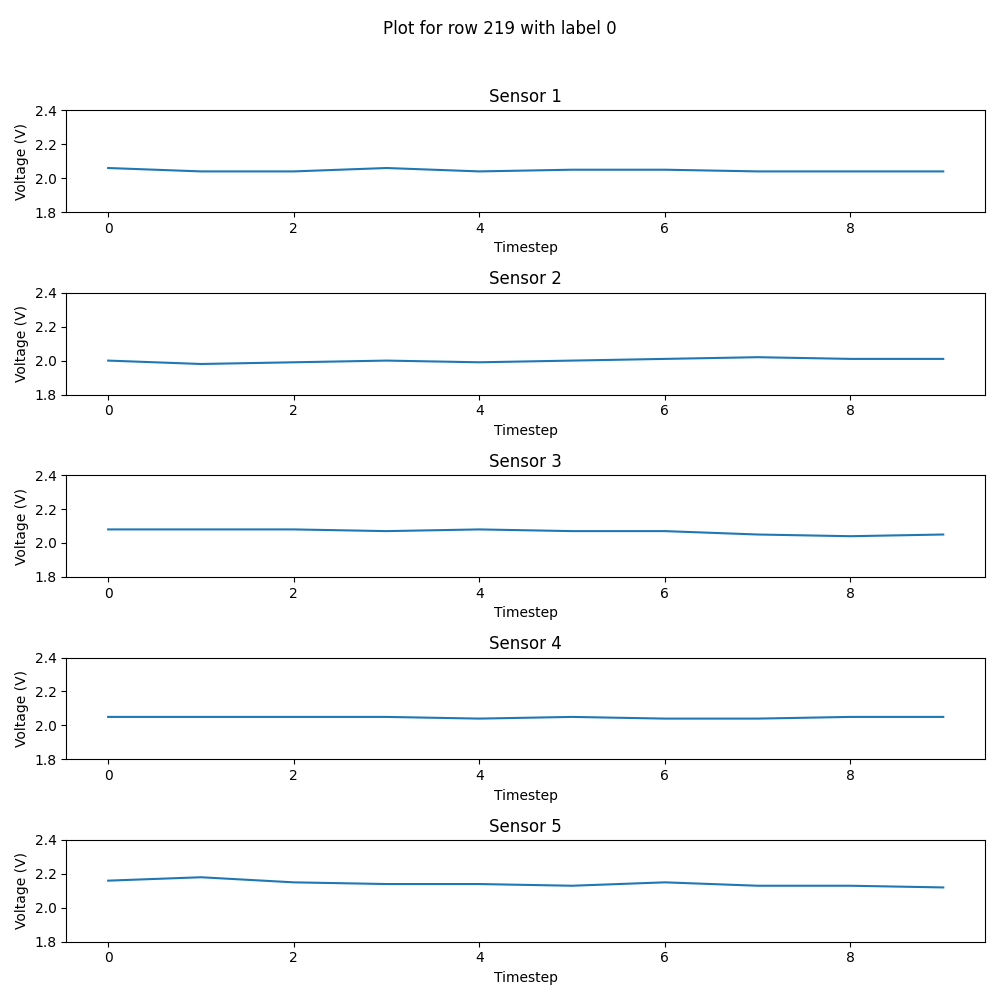 Plot for row 219 with label 0
Sensor 1
2.4
2.2
2.0
1.8
Voltage (V)
0 2 4 6 8
Timestep
Sensor 2
2.4
2.2
2.0
1.8
Voltage (V)
0 2 4 6 8
Timestep
Sensor 3
2.4
2.2
2.0
1.8
Voltage (V)
0 2 4 6 8
Timestep
Sensor 4
2.4
2.2
2.0
1.8
Voltage (V)
0 2 4 6 8
Timestep
Sensor 5
2.4
2.2
2.0
1.8
Voltage (V)
0 2 4 6 8
Timestep